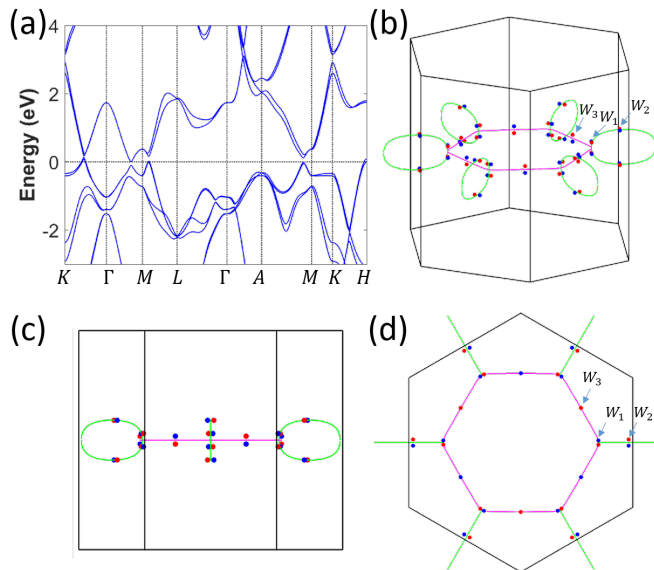 (a)
Energy (eV)
4
2
0
-2
K Γ M L Γ A M K H
(b)
W₃
W₁
W₂
(c)
(d)
W₃
W₁
W₂